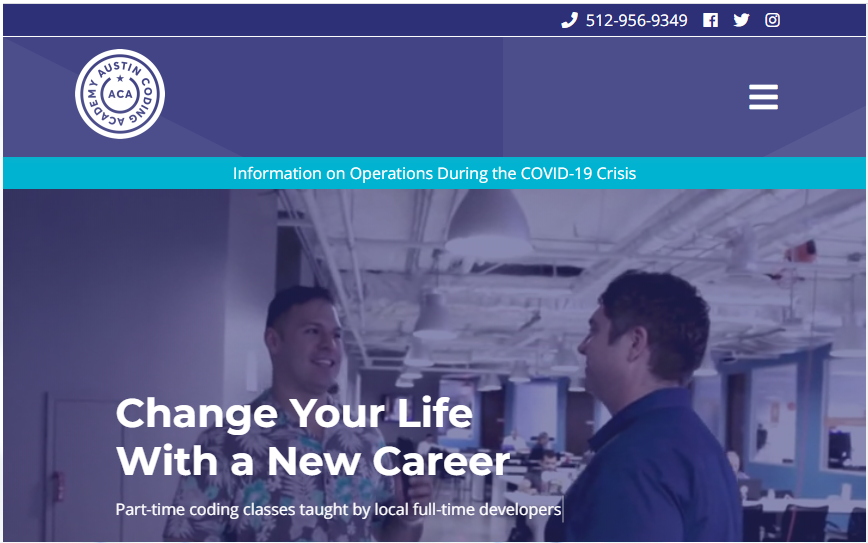 512-956-9349
AUSTIN CODING ACADEMY
ACA
Information on Operations During the COVID-19 Crisis
Change Your Life
With a New Career
Part-time coding classes taught by local full-time developers